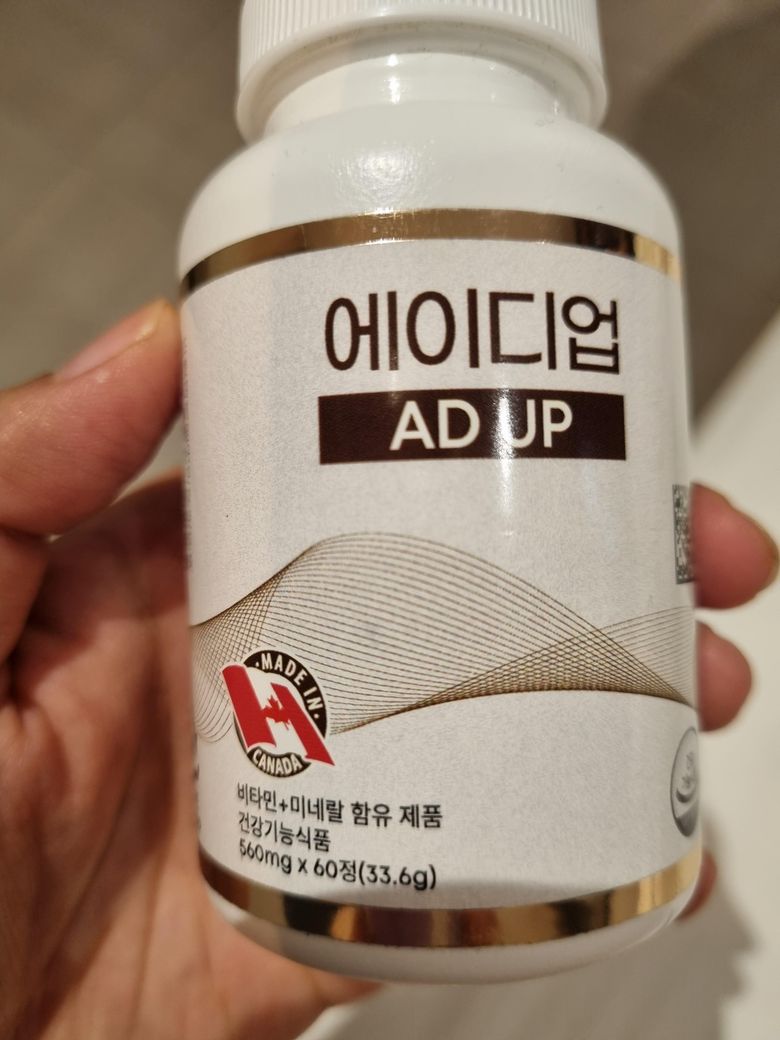 에이디업
AD UP
MADE IN
CANADA
비타민+미네랄 함유 제품
건강기능식품
560mg x 60정(33.6g)